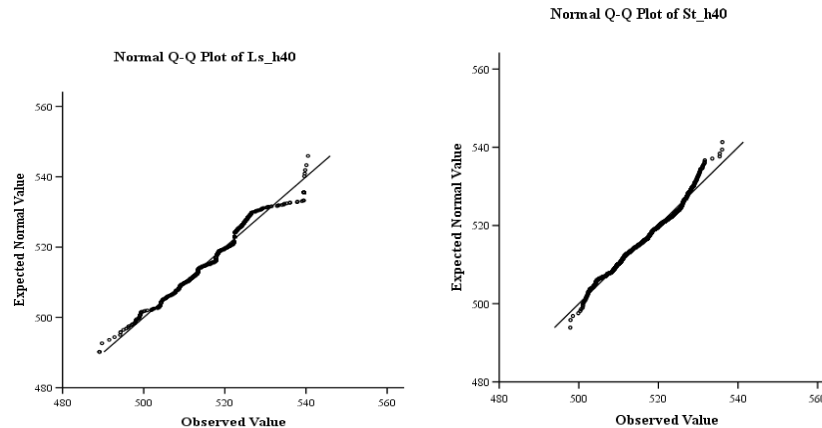 Normal Q-Q Plot of Ls_h40
560
540
520
500
480
480 500 520 540 560
Expected Normal Value
Observed Value
Normal Q-Q Plot of St_h40
560
540
520
500
480
480 500 520 540 560
Expected Normal Value
Observed Value